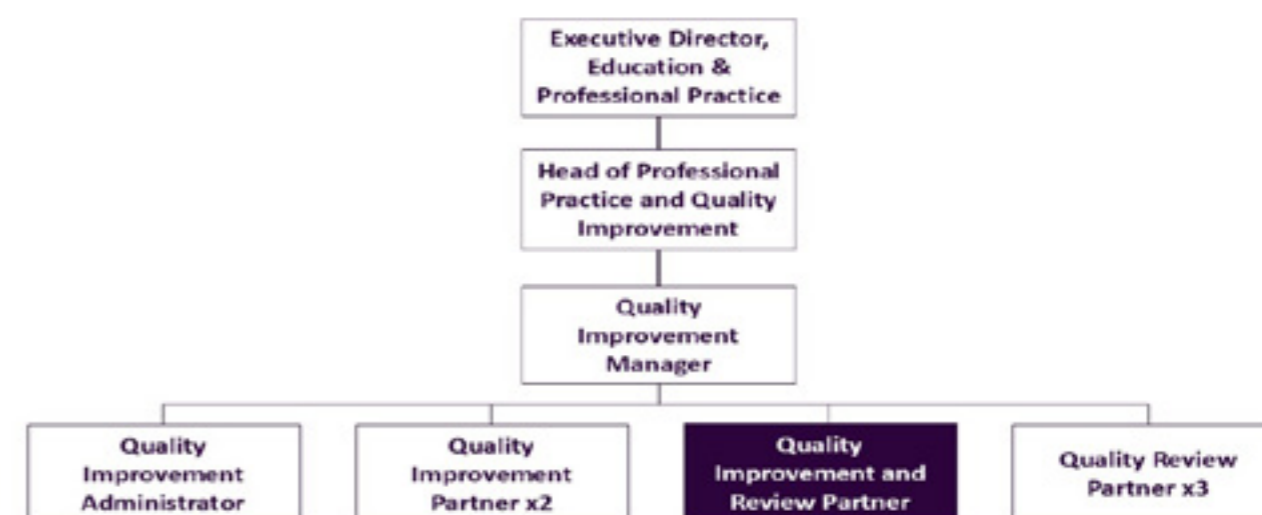 Executive Director,
Education &
Professional Practice
Head of Professional
Practice and Quality
Improvement
Quality
Improvement
Manager
Quality
Improvement
Administrator
Quality
Improvement
Partner x2
Quality
Improvement and
Review Partner
Quality Review
Partner x3